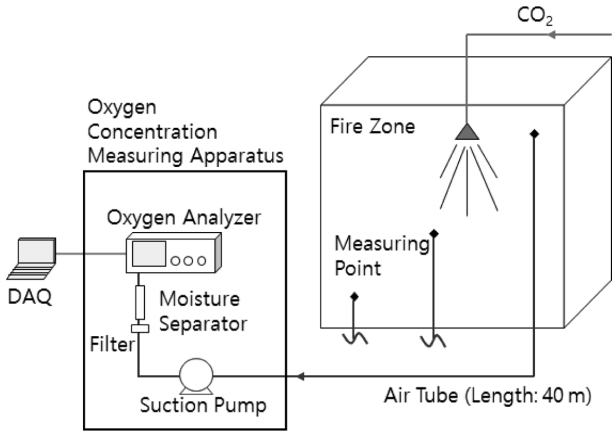 CO2
Oxygen
Concentration
Measuring Apparatus
Fire Zone
Oxygen Analyzer
Measuring
Point
DAQ
Moisture
Separator
Filter
Suction Pump
Air Tube (Length: 40 m)